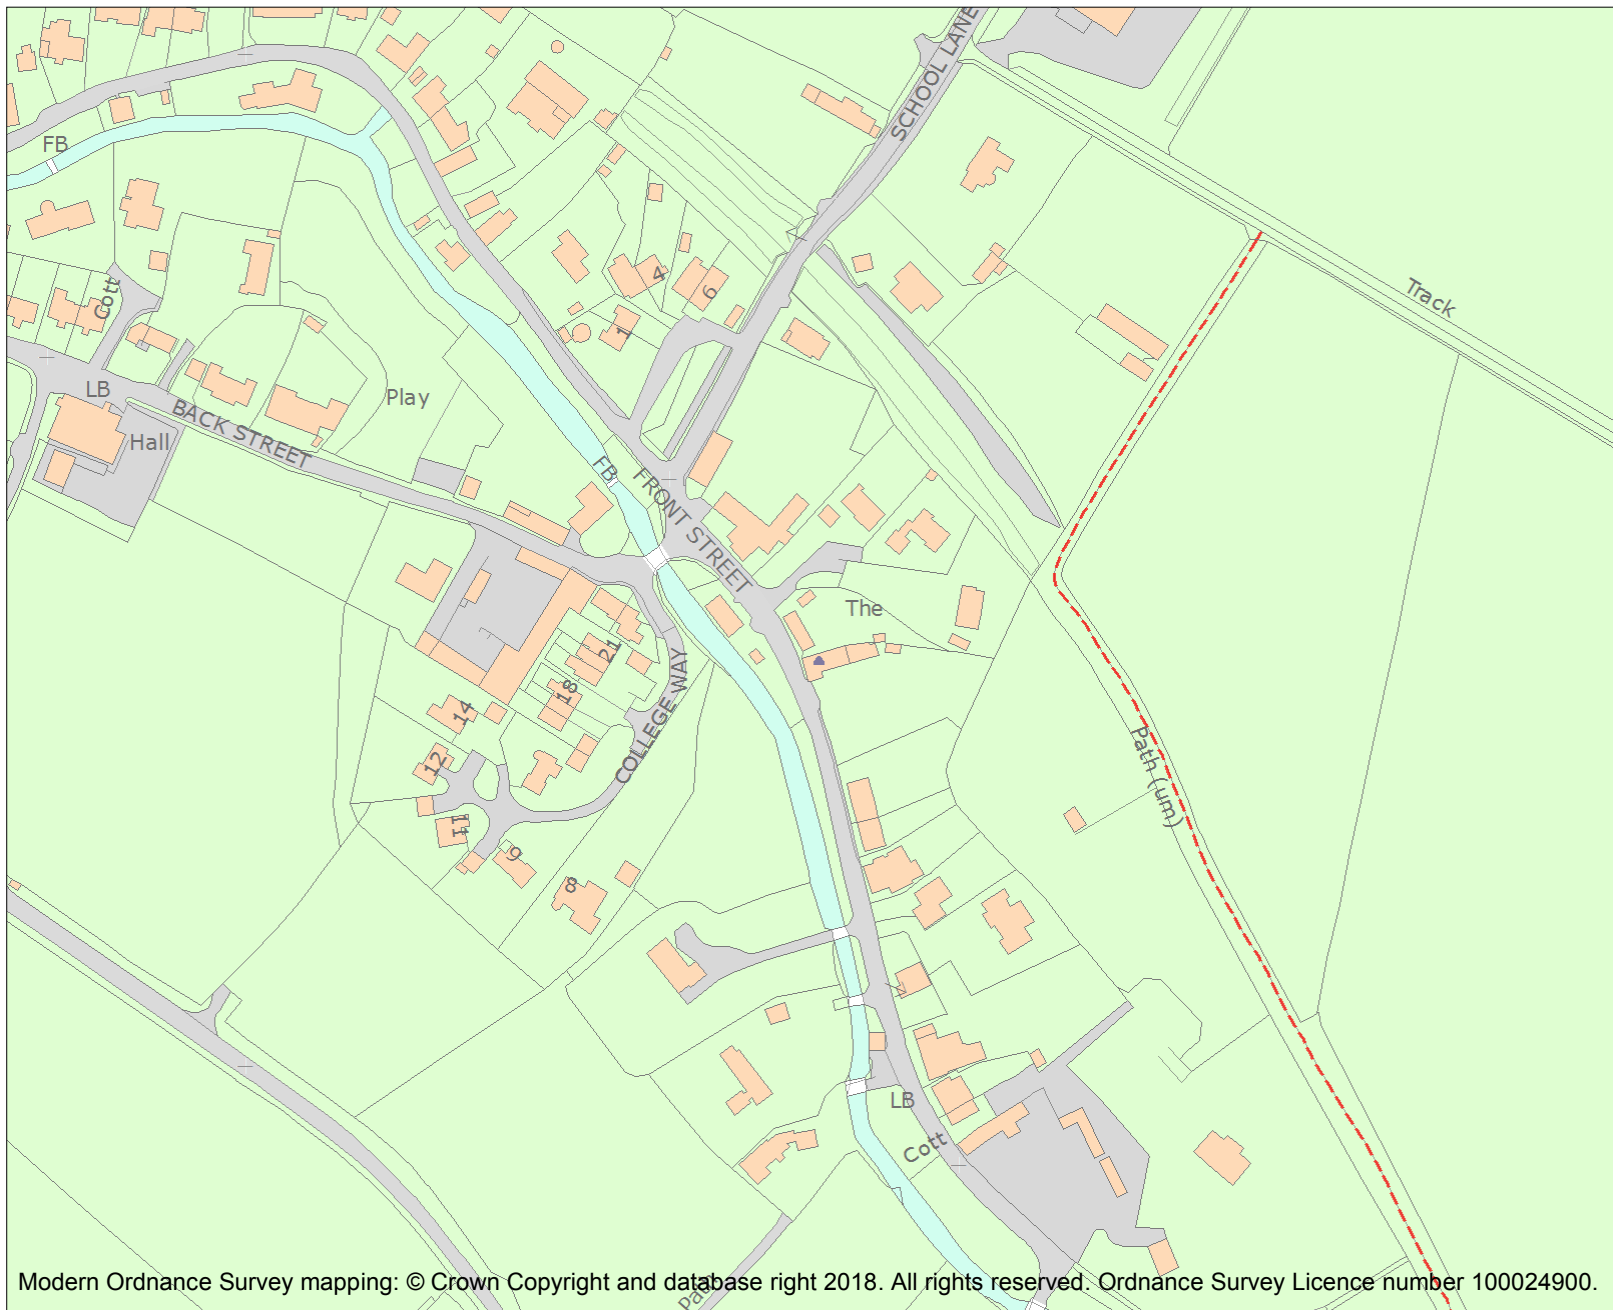 SCHOOL LANE
FB
Track
4
6
Cott
1
LB
Play
BACK STREET
Hall
FB
FRONT STREET
The
21
18
COLLEGE WAY
14
12
Path (um)
11
9
8
LB
Cott
Path
Modern Ordnance Survey mapping: © Crown Copyright and database right 2018. All rights reserved. Ordnance Survey Licence number 100024900.